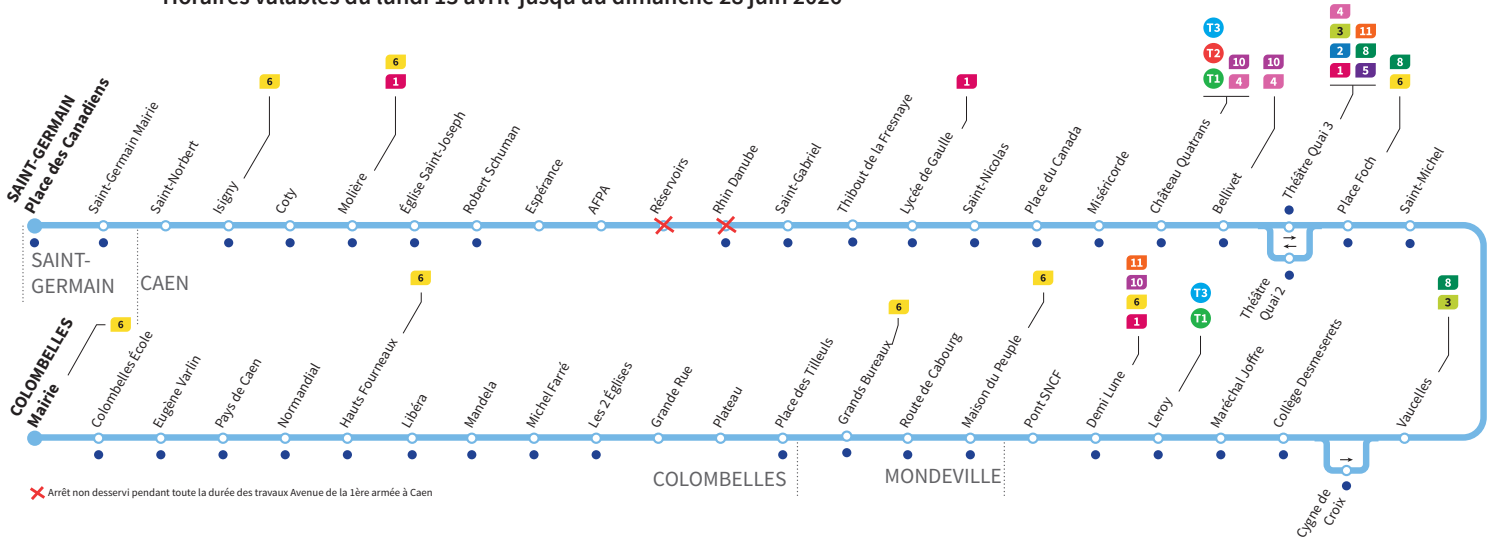 Horaires valables du lundi 13 avril jusqu'au dimanche 28 juin 2026
SAINT-GERMAIN
Place des Canadiens
Saint-Germain Mairie
Saint-Norbert
6
Isigny
Coty
6
1
Molière
Église Saint-Joseph
Robert Schuman
Espérance
AFPA
Réservoirs
Rhin Danube
Saint-Gabriel
Thibout de la Fresnaye
1
Lycée de Gaulle
Saint-Nicolas
Place du Canada
Miséricorde
T3
T2
T1
10
4
Château Quatrans
10
4
Bellivet
4
3 11
2 8
1 5
Théâtre Quai 3
Théâtre
Quai 2
8
6
Place Foch
Saint-Michel
SAINT-
GERMAIN
CAEN
COLOMBELLES
Mairie
6
Colombelles École
Eugène Varlin
Pays de Caen
Normandial
6
Hauts Fourneaux
Libéra
Mandela
Michel Farré
Les 2 Églises
Grande Rue
Plateau
Place des Tilleuls
6
Grands Bureaux
Route de Cabourg
6
Maison du Peuple
Pont SNCF
11
10
6
1
Demi Lune
T3
T1
Leroy
Maréchal Joffre
Collège Desmeserets
Cygne de
Croix
8
3
Vaucelles
COLOMBELLES
MONDEVILLE
Arrêt non desservi pendant toute la durée des travaux Avenue de la 1ère armée à Caen